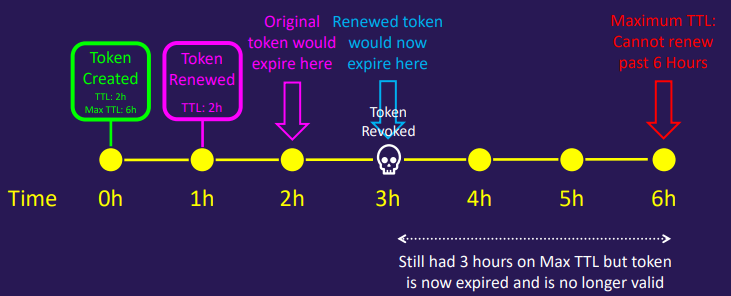 Token
Created
TTL: 2h
Max TTL: 6h
Token
Renewed
TTL: 2h
Original
token would
expire here
Renewed token
would now
expire here
Maximum TTL:
Cannot renew
past 6 Hours
Token
Revoked
Time 0h 1h 2h 3h 4h 5h 6h
Still had 3 hours on Max TTL but token
is now expired and is no longer valid